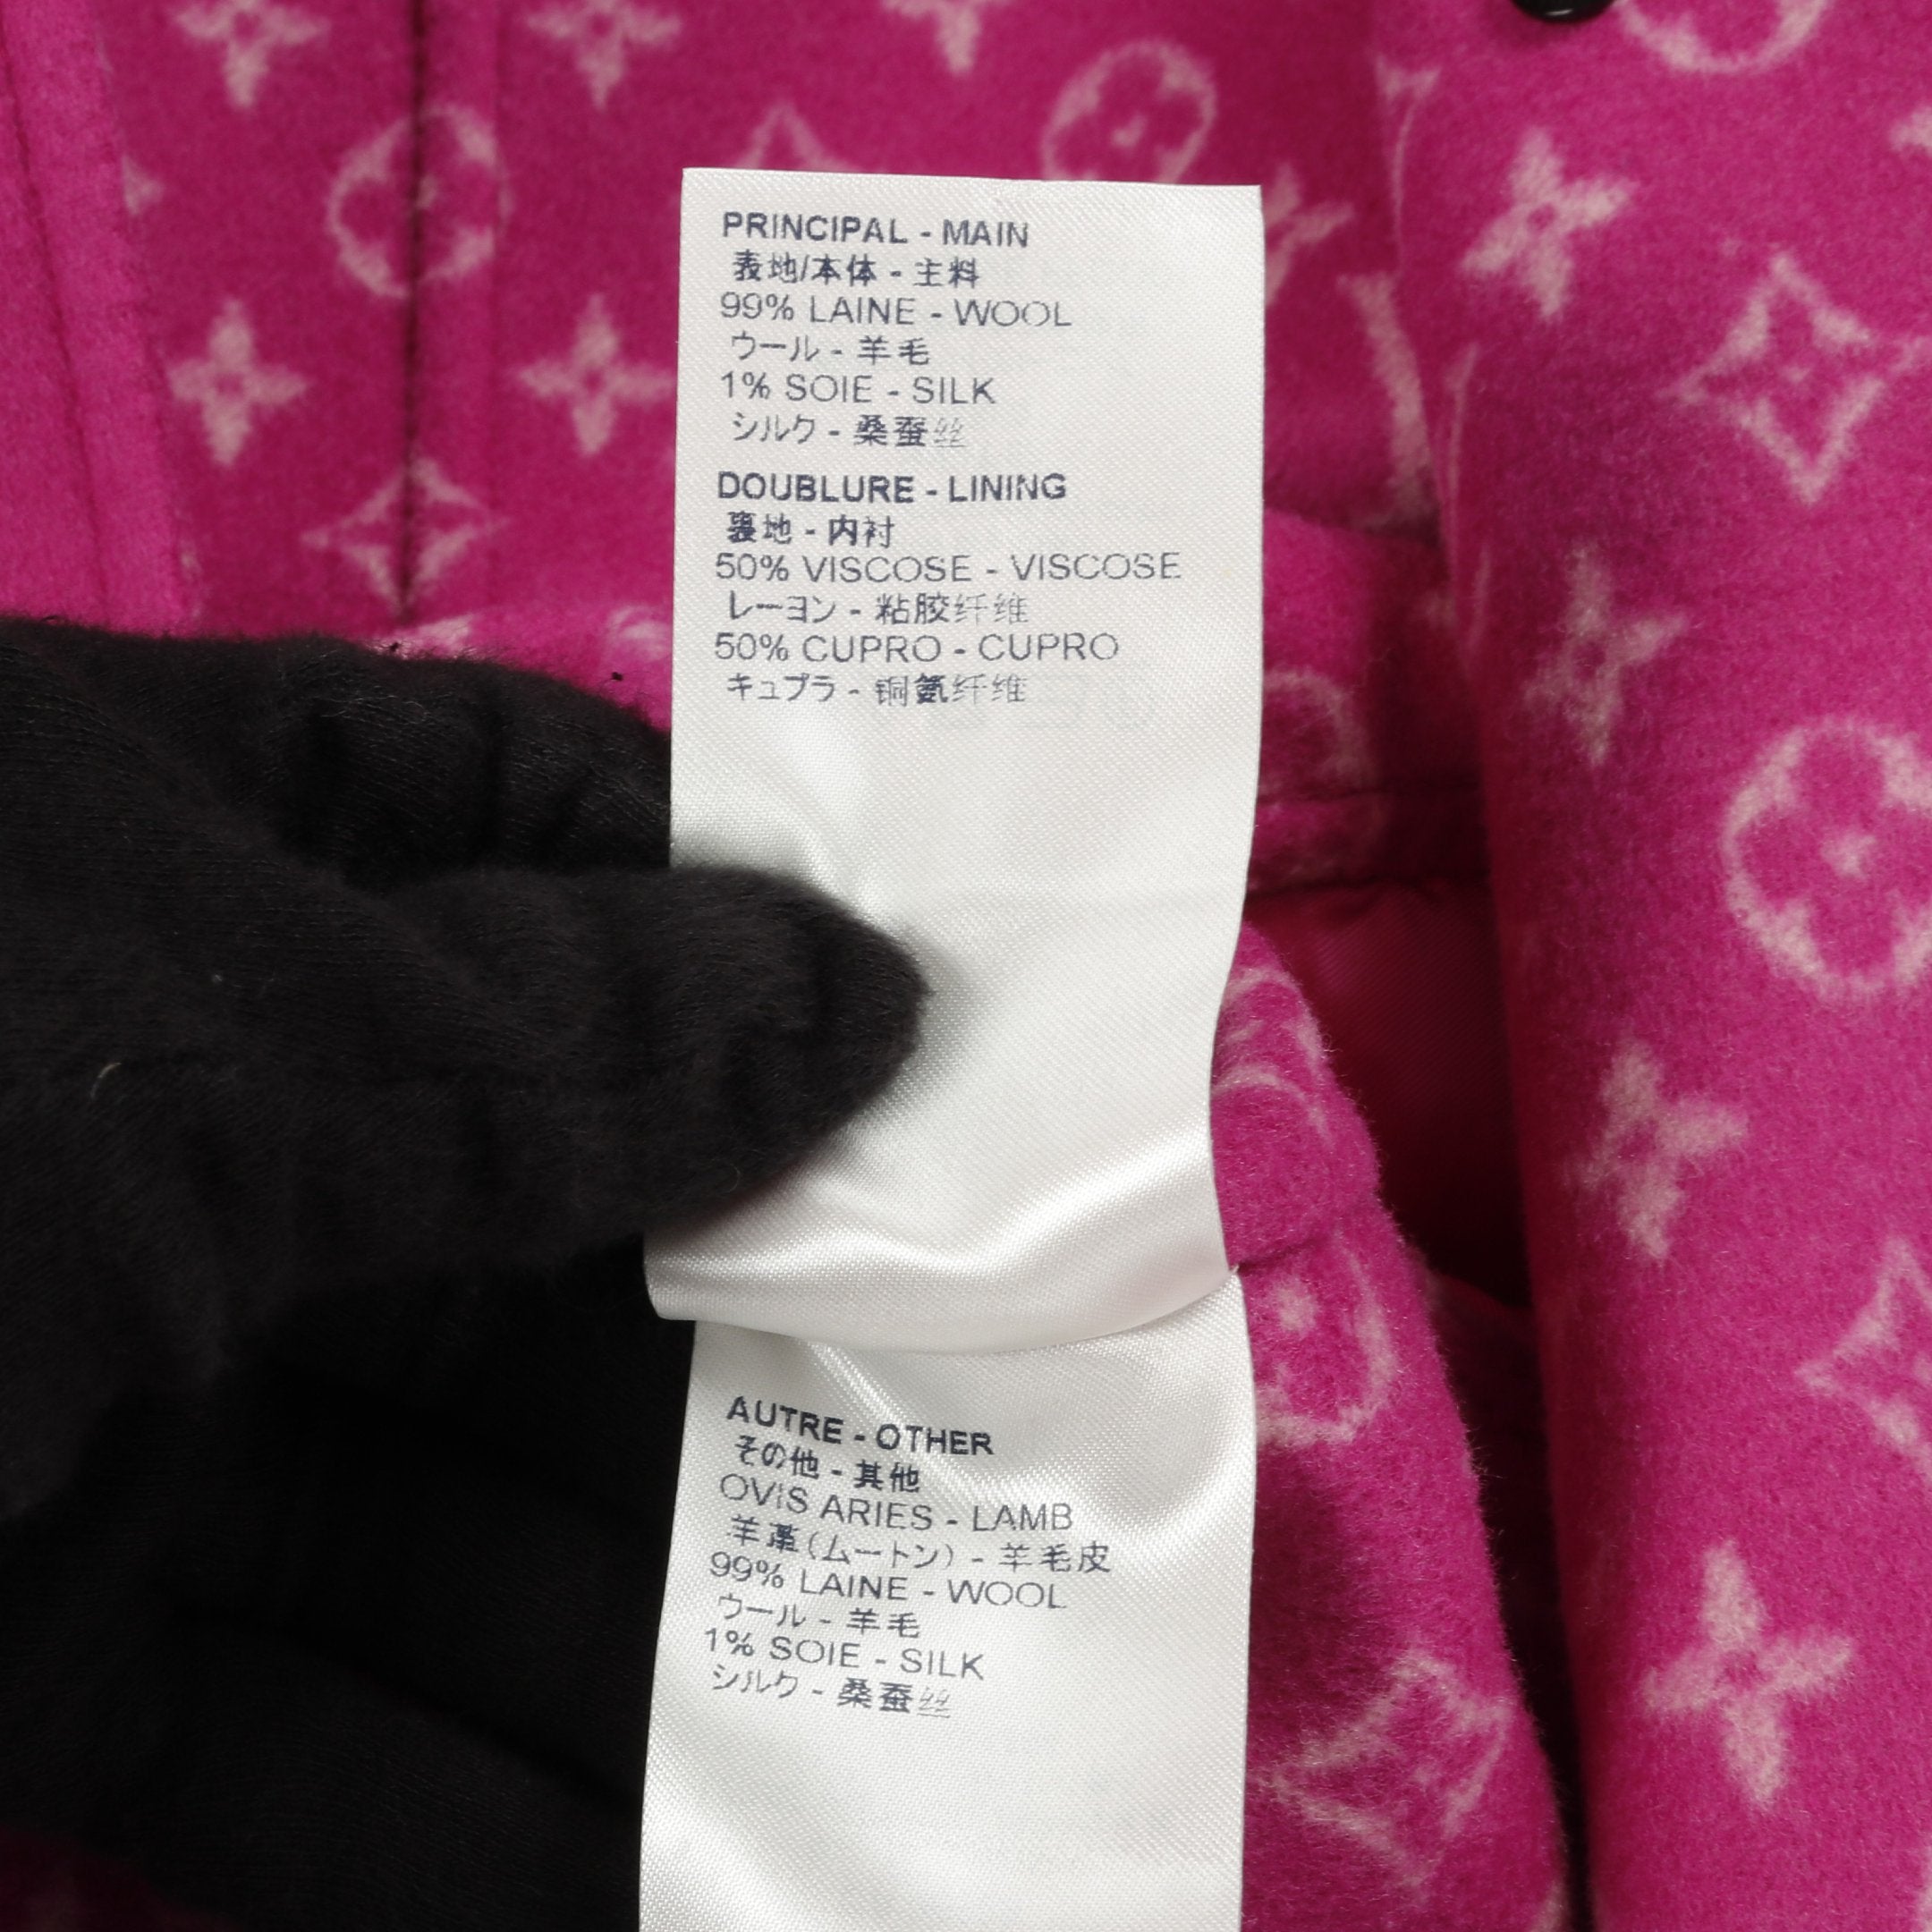 PRINCIPAL - MAIN
表地/本体 - 主料
99% LAINE - WOOL
ウール - 羊毛
1% SOIE - SILK
シルク - 桑蚕丝
DOUBLURE - LINING
裏地 - 内衬
50% VISCOSE - VISCOSE
レーヨン - 粘胶纤维
50% CUPRO - CUPRO
キュプラ - 铜氨纤维
AUTRE - OTHER
その他 - 其他
OVIS ARIES - LAMB
羊革(ムートン) - 羊毛皮
99% LAINE - WOOL
ウール - 羊毛
1% SOIE - SILK
シルク - 桑蚕丝